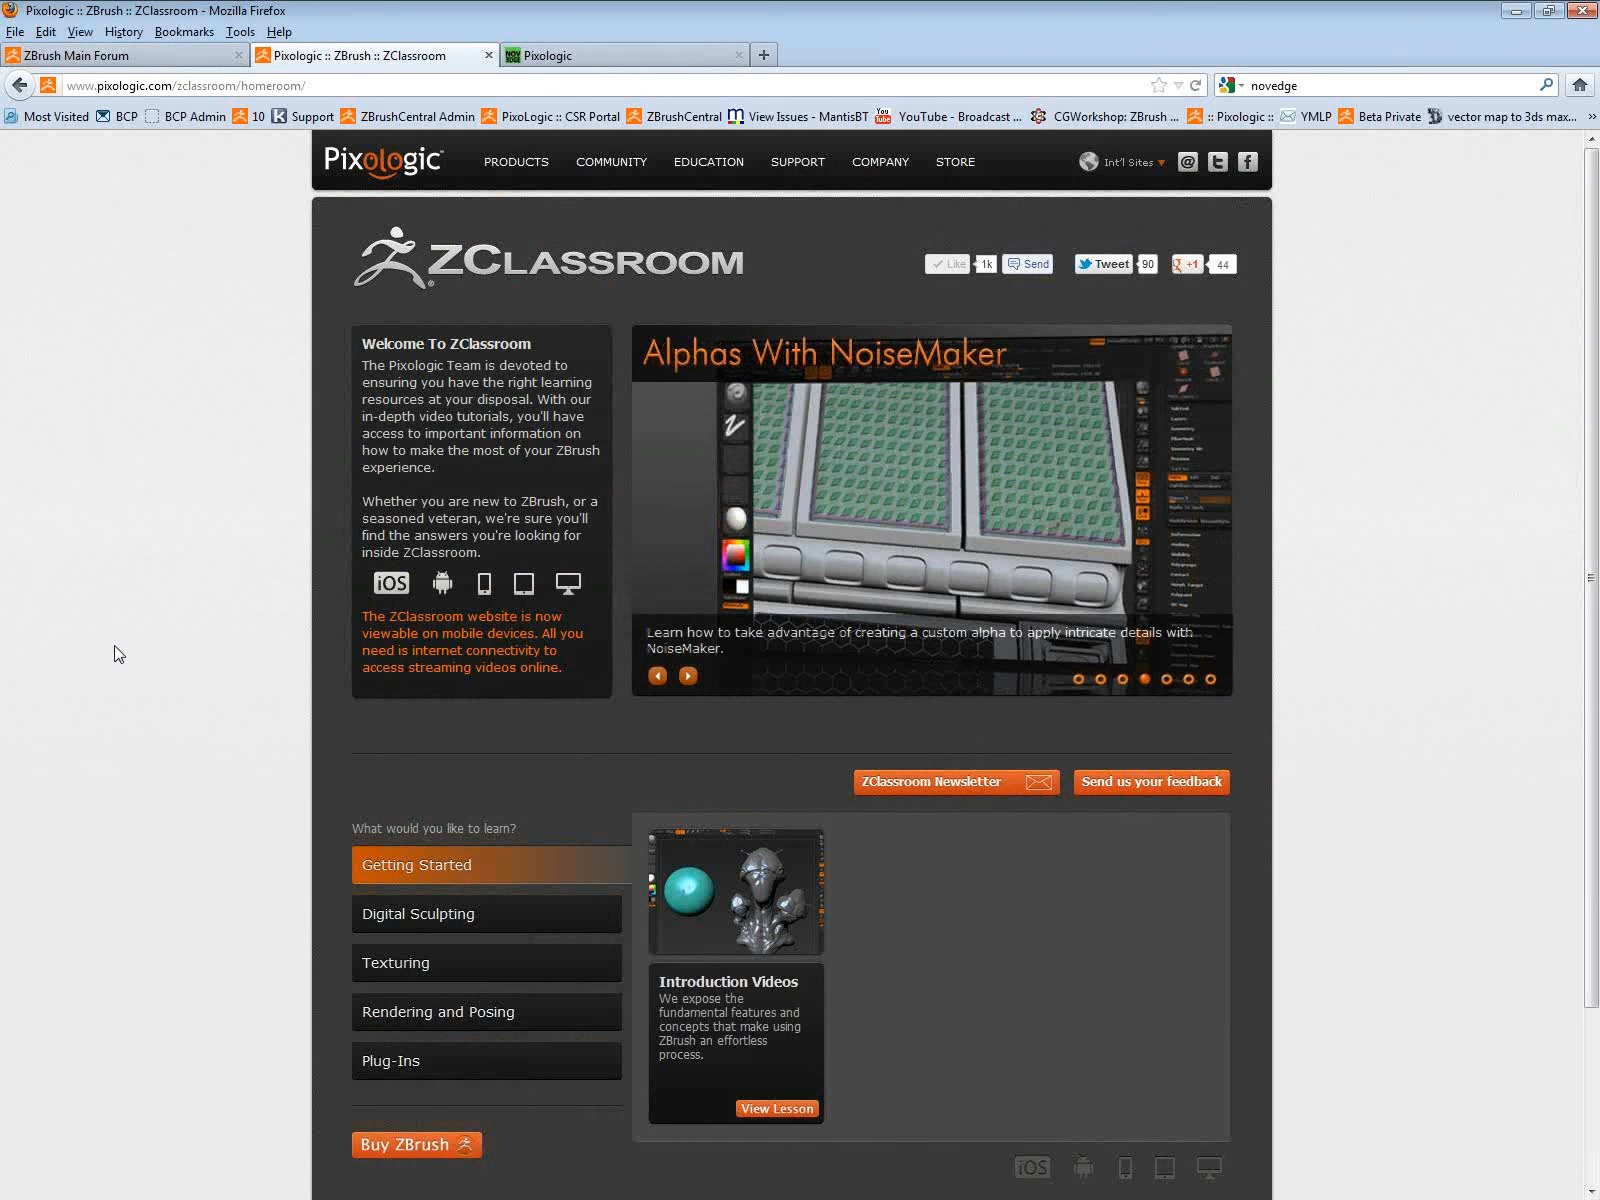 Pixologic :: ZBrush :: ZClassroom - Mozilla Firefox
File Edit View History Bookmarks Tools Help
ZBrush Main Forum
Pixologic :: ZBrush :: ZClassroom
Pixologic
www.pixologic.com/zclassroom/homeroom/
novedge
Most Visited BCP BCP Admin 10 Support ZBrushCentral Admin PixoLogic :: CSR Portal ZBrushCentral View Issues - MantisBT YouTube - Broadcast ... CGWorkshop: ZBrush ... :: Pixologic :: YMLP Beta Private vector map to 3ds max... »
Pixologic
PRODUCTS COMMUNITY EDUCATION SUPPORT COMPANY STORE
Int'l Sites
ZCLASSROOM
Like 1k Send Tweet 90 +1 44
Welcome To ZClassroom
The Pixologic Team is devoted to
ensuring you have the right learning
resources at your disposal. With our
in-depth video tutorials, you'll have
access to important information on
how to make the most of your ZBrush
experience.
Whether you are new to ZBrush, or a
seasoned veteran, we're sure you'll
find the answers you're looking for
inside ZClassroom.
iOS
The ZClassroom website is now
viewable on mobile devices. All you
need is internet connectivity to
access streaming videos online.
Alphas With NoiseMaker
Learn how to take advantage of creating a custom alpha to apply intricate details with
NoiseMaker.
ZClassroom Newsletter
Send us your feedback
What would you like to learn?
Getting Started
Digital Sculpting
Texturing
Rendering and Posing
Plug-Ins
Buy ZBrush
Introduction Videos
We expose the
fundamental features and
concepts that make using
ZBrush an effortless
process.
View Lesson
iOS